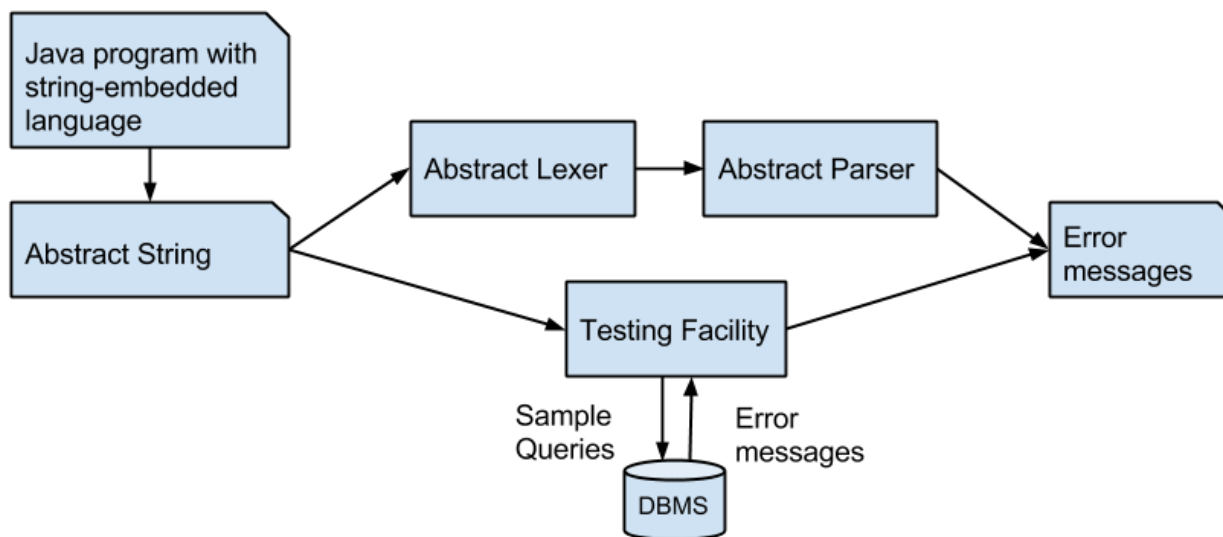 Java program with
string-embedded
language
Abstract Lexer
Abstract Parser
Abstract String
Error
messages
Testing Facility
Sample
Queries
Error
messages
DBMS